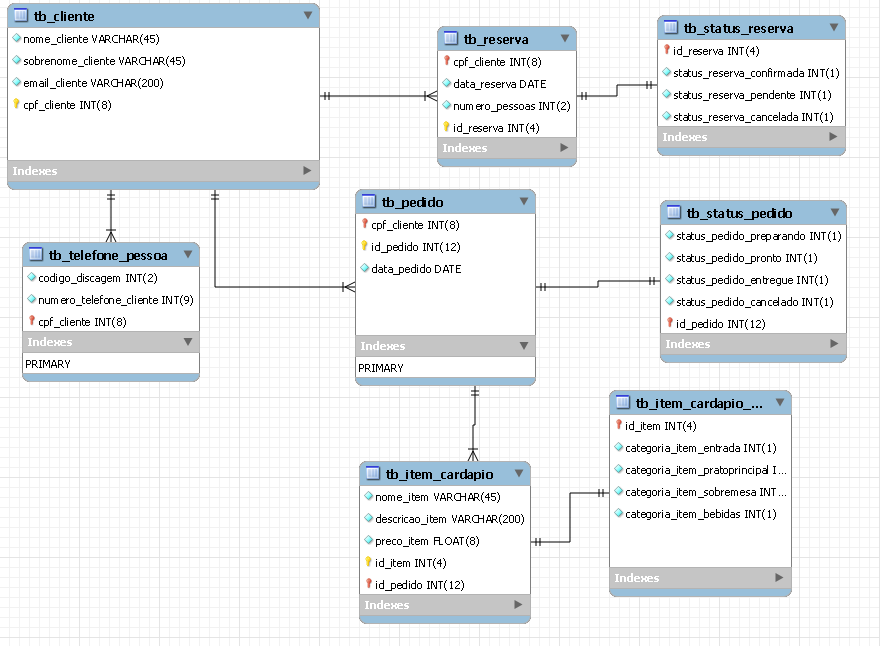 tb_cliente
nome_cliente VARCHAR(45)
sobrenome_cliente VARCHAR(45)
email_cliente VARCHAR(200)
cpf_cliente INT(8)
Indexes
tb_reserva
cpf_cliente INT(8)
data_reserva DATE
numero_pessoas INT(2)
id_reserva INT(4)
Indexes
tb_status_reserva
id_reserva INT(4)
status_reserva_confirmada INT(1)
status_reserva_pendente INT(1)
status_reserva_cancelada INT(1)
Indexes
tb_telefone_pessoa
codigo_discagem INT(2)
numero_telefone_cliente INT(9)
cpf_cliente INT(8)
Indexes
PRIMARY
tb_pedido
cpf_cliente INT(8)
id_pedido INT(12)
data_pedido DATE
Indexes
PRIMARY
tb_status_pedido
status_pedido_preparando INT(1)
status_pedido_pronto INT(1)
status_pedido_entregue INT(1)
status_pedido_cancelado INT(1)
id_pedido INT(12)
Indexes
tb_item_cardapio
nome_item VARCHAR(45)
descricao_item VARCHAR(200)
preco_item FLOAT(8)
id_item INT(4)
id_pedido INT(12)
Indexes
tb_item_cardapio_...
id_item INT(4)
categoria_item_entrada INT(1)
categoria_item_pratoprincipal I...
categoria_item_sobremesa INT...
categoria_item_bebidas INT(1)
Indexes